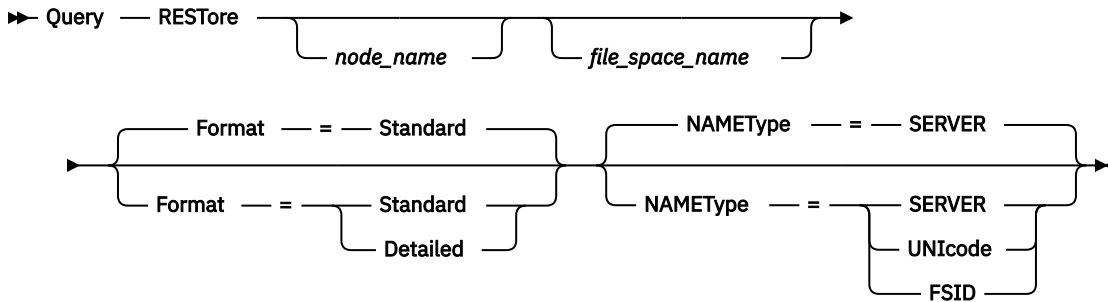 Query RESTore
node_name file_space_name
Format = Standard NAMEType = SERVER
Format = Standard NAMEType = SERVER
Detailed UNIcode
FSID